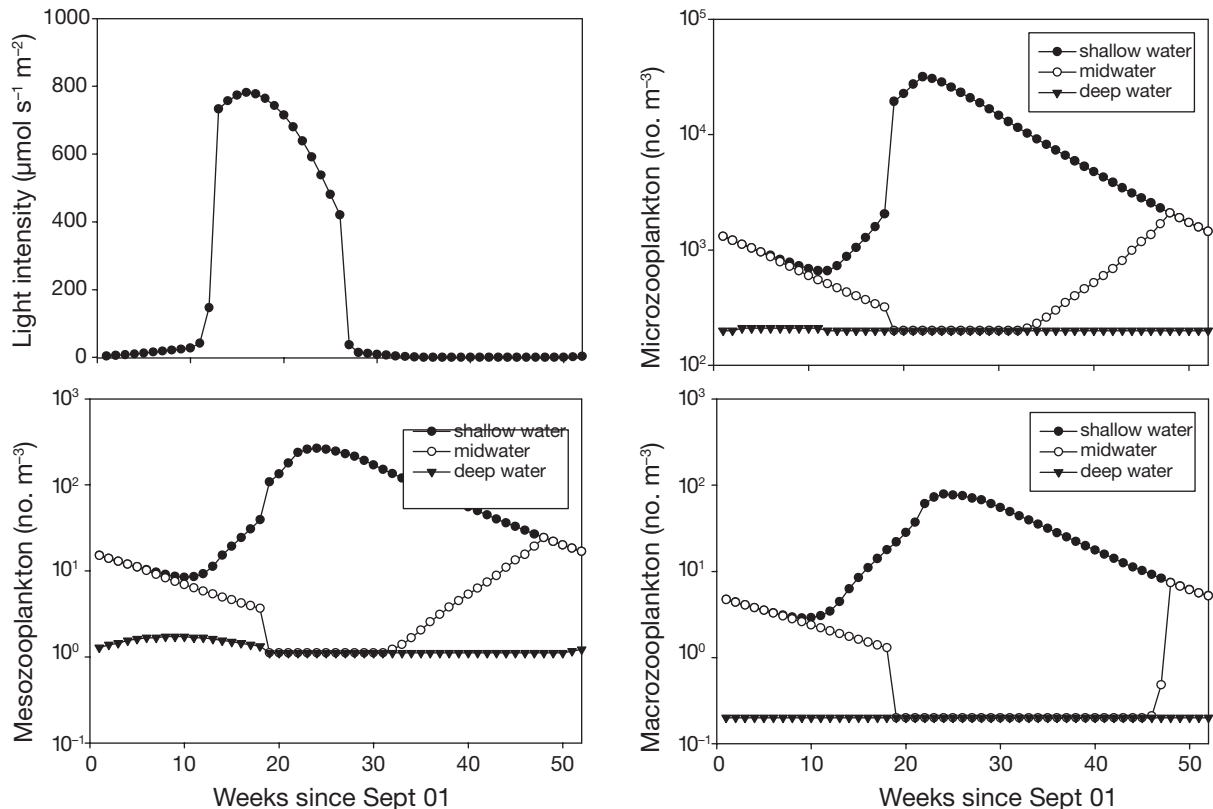 1000
800
600
400
200
0
Light intensity (µmol s⁻¹ m⁻²)
10⁵
10⁴
10³
10²
Microzooplankton (no. m⁻³)
shallow water
midwater
deep water
10³
10²
10¹
10⁰
10⁻¹
Mesozooplankton (no. m⁻³)
shallow water
midwater
deep water
0 10 20 30 40 50
Weeks since Sept 01
10³
10²
10¹
10⁰
10⁻¹
Macrozooplankton (no. m⁻³)
shallow water
midwater
deep water
0 10 20 30 40 50
Weeks since Sept 01